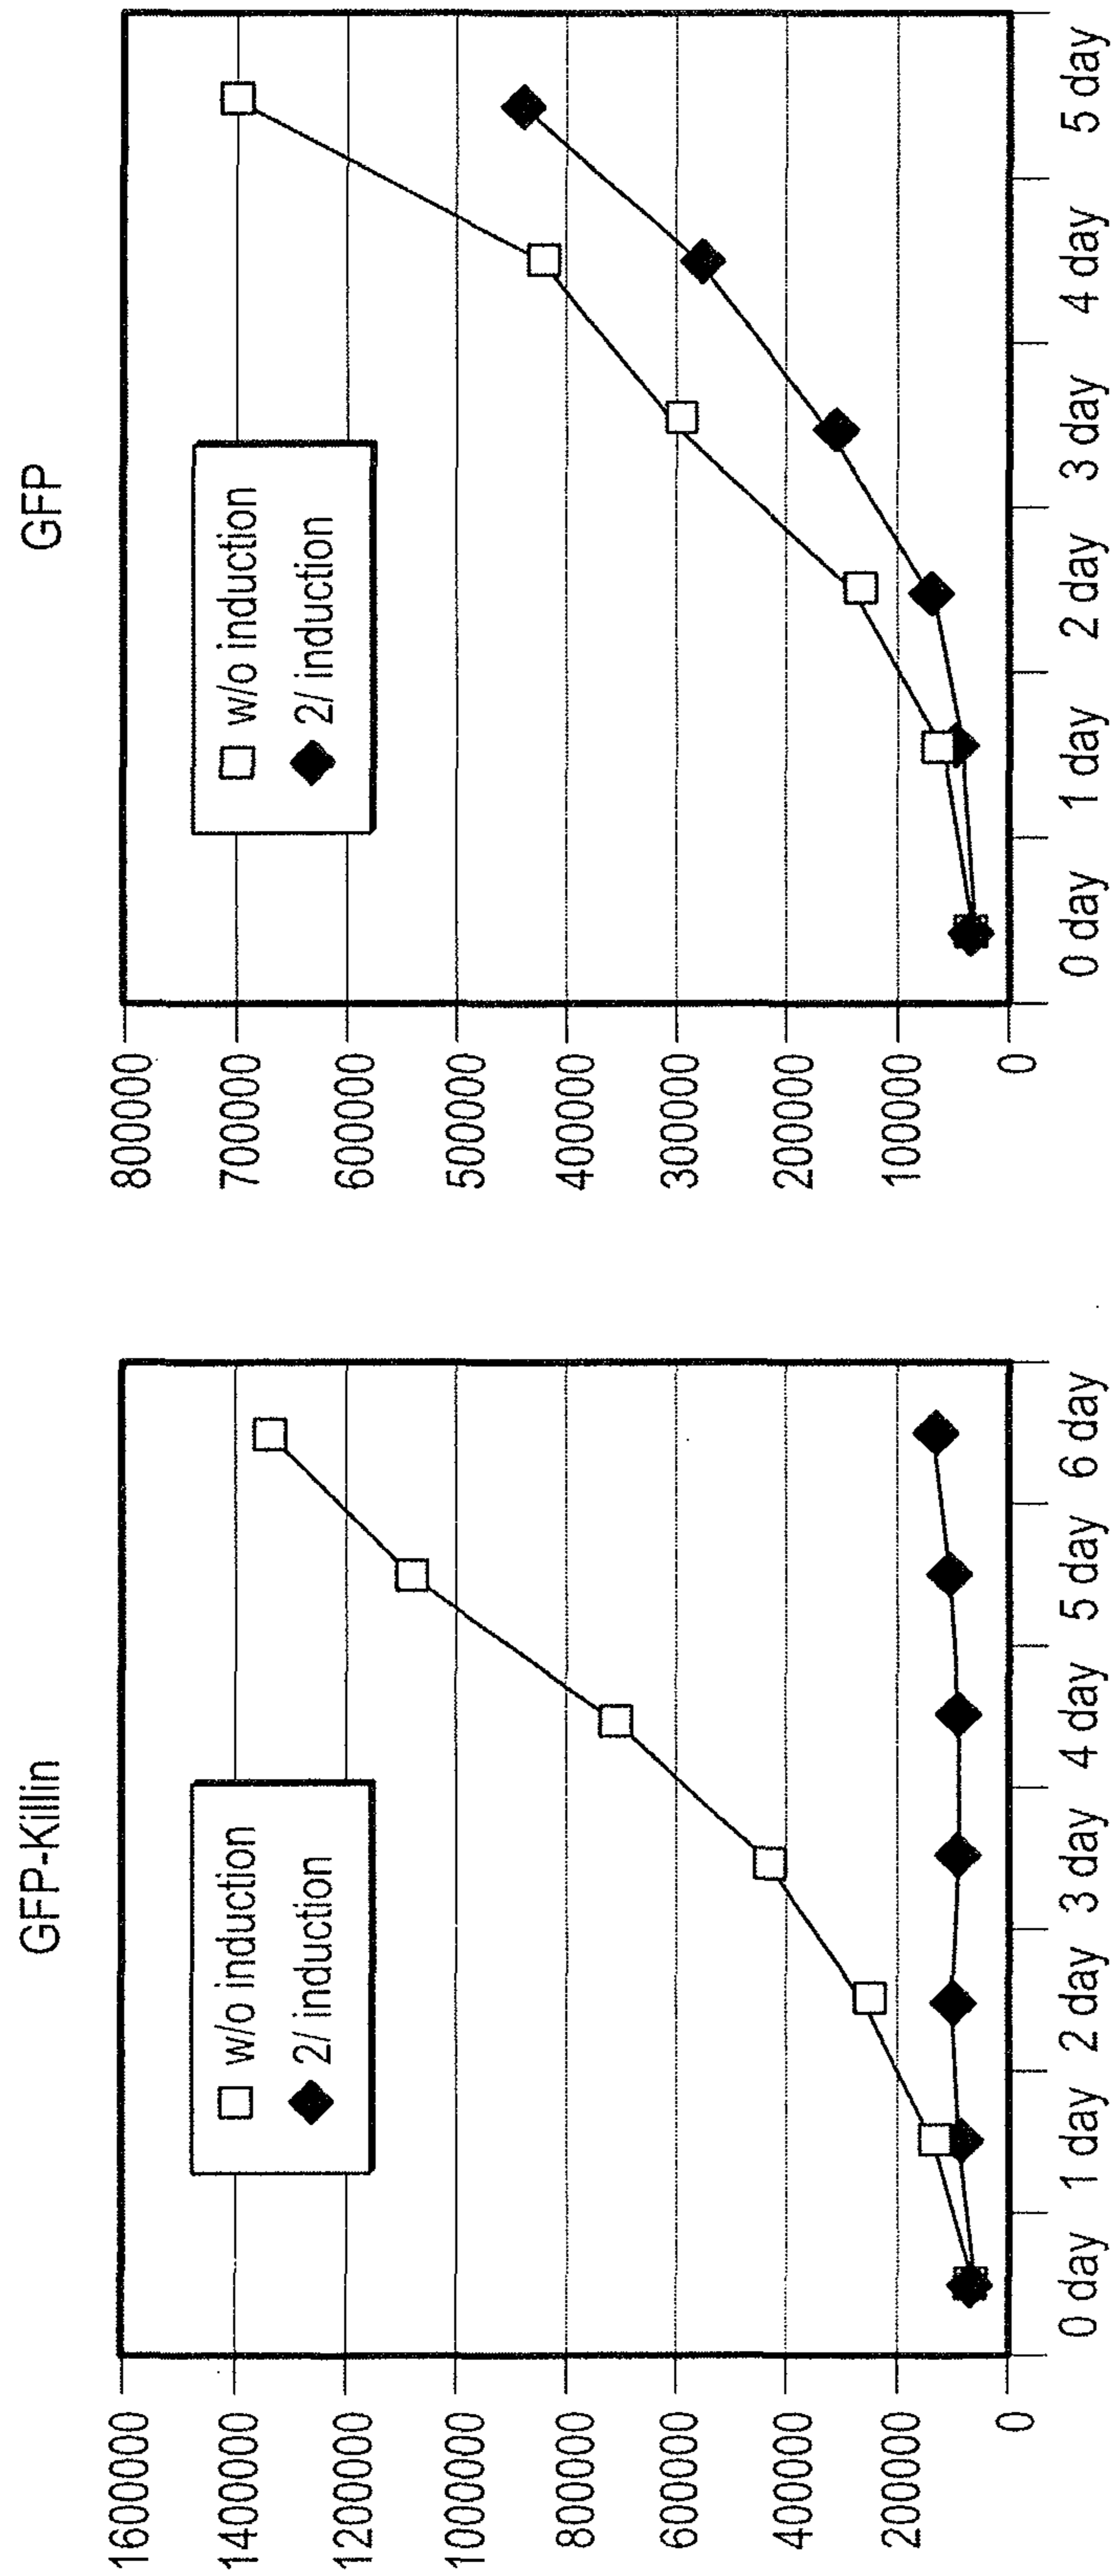 GFP-Killin
1600000
1400000
1200000
1000000
800000
600000
400000
200000
0
w/o induction
2/ induction
0 day 1 day 2 day 3 day 4 day 5 day 6 day
GFP
800000
700000
600000
500000
400000
300000
200000
100000
0
w/o induction
2/ induction
0 day 1 day 2 day 3 day 4 day 5 day